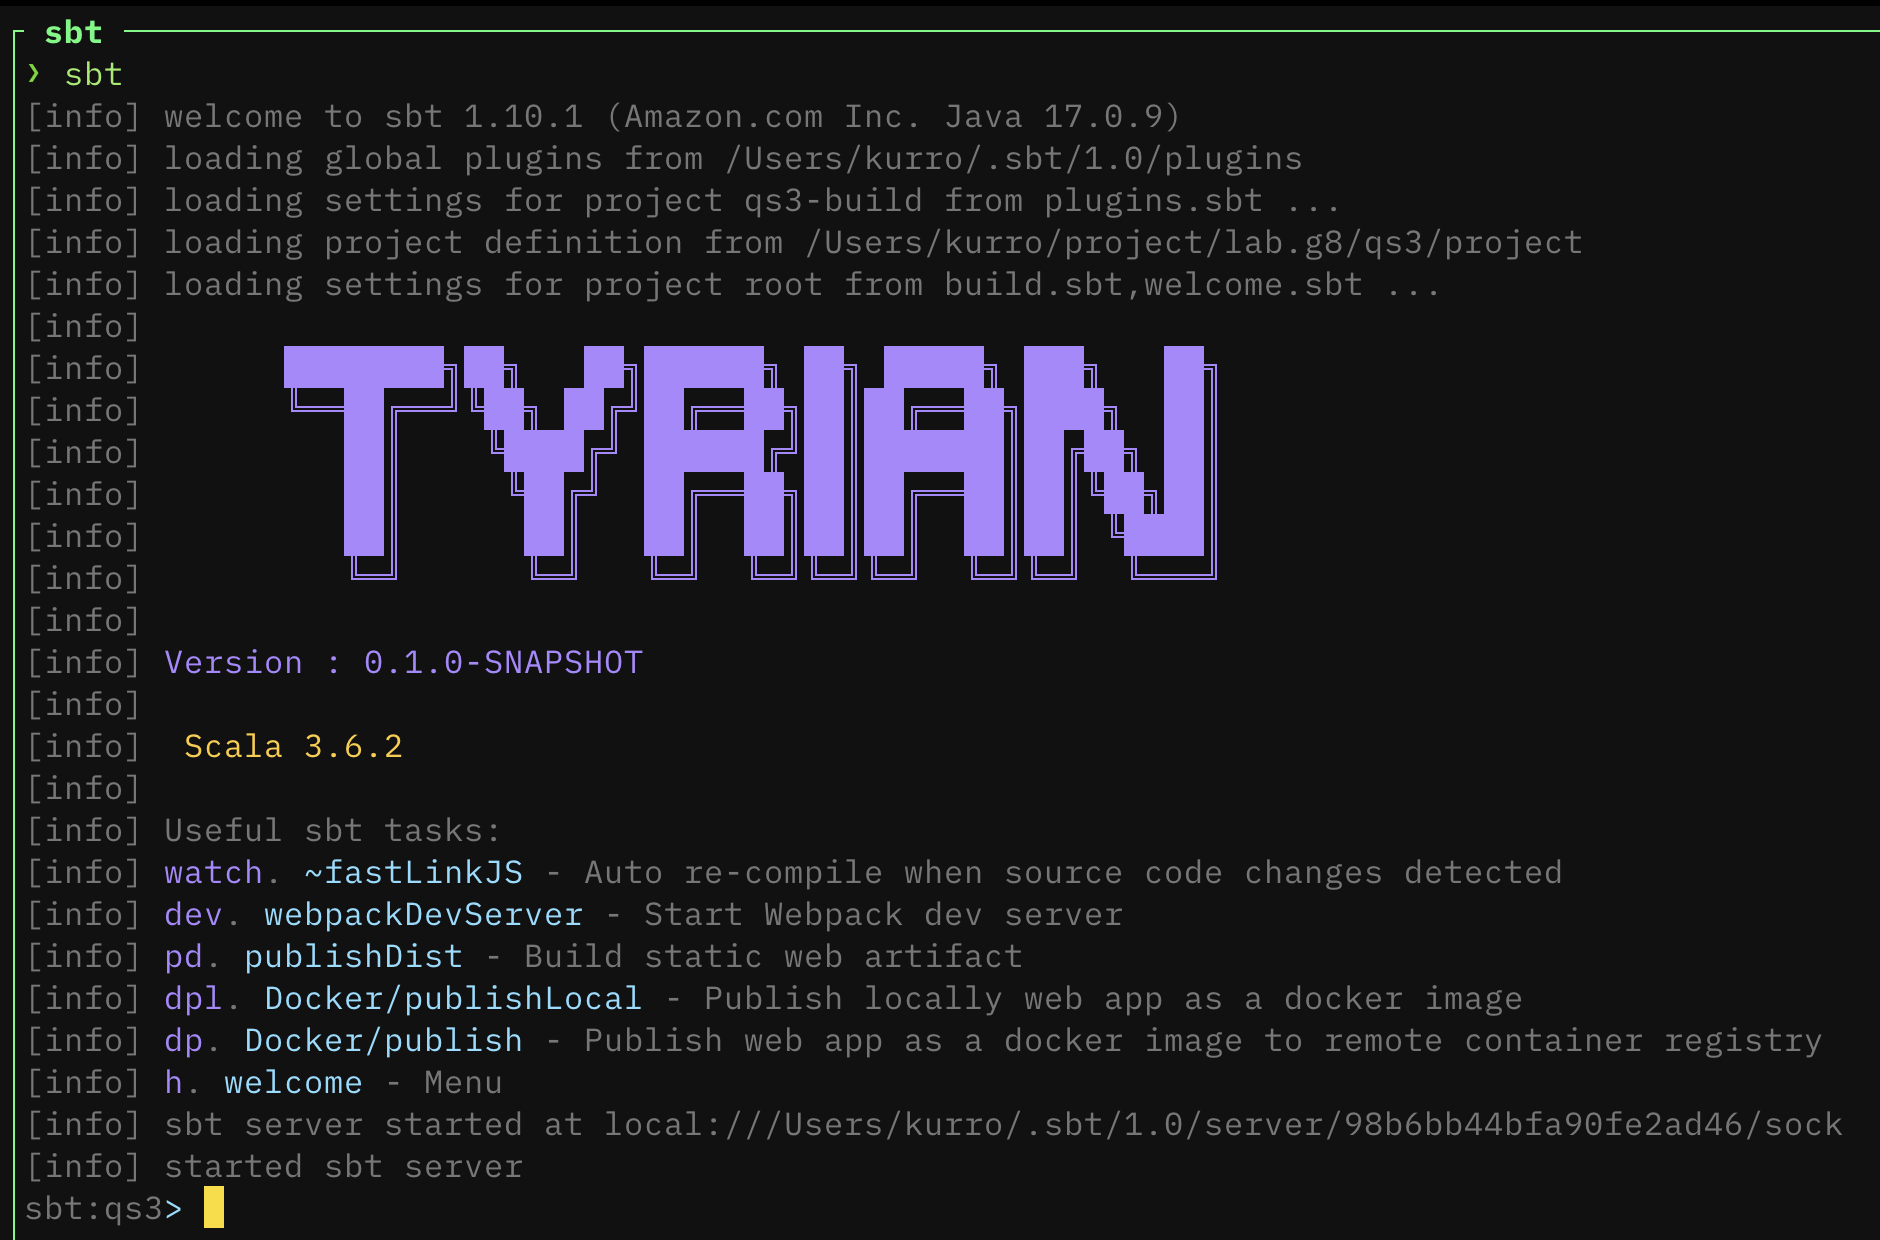 sbt
❯ sbt
[info] welcome to sbt 1.10.1 (Amazon.com Inc. Java 17.0.9)
[info] loading global plugins from /Users/kurro/.sbt/1.0/plugins
[info] loading settings for project qs3-build from plugins.sbt ...
[info] loading project definition from /Users/kurro/project/lab.g8/qs3/project
[info] loading settings for project root from build.sbt,welcome.sbt ...
[info]
[info]
[info]
[info] TYRIAN
[info]
[info]
[info]
[info]
[info] Version : 0.1.0-SNAPSHOT
[info]
[info] Scala 3.6.2
[info]
[info] Useful sbt tasks:
[info] watch. ~fastLinkJS - Auto re-compile when source code changes detected
[info] dev. webpackDevServer - Start Webpack dev server
[info] pd. publishDist - Build static web artifact
[info] dpl. Docker/publishLocal - Publish locally web app as a docker image
[info] dp. Docker/publish - Publish web app as a docker image to remote container registry
[info] h. welcome - Menu
[info] sbt server started at local:///Users/kurro/.sbt/1.0/server/98b6bb44bfa90fe2ad46/sock
[info] started sbt server
sbt:qs3>